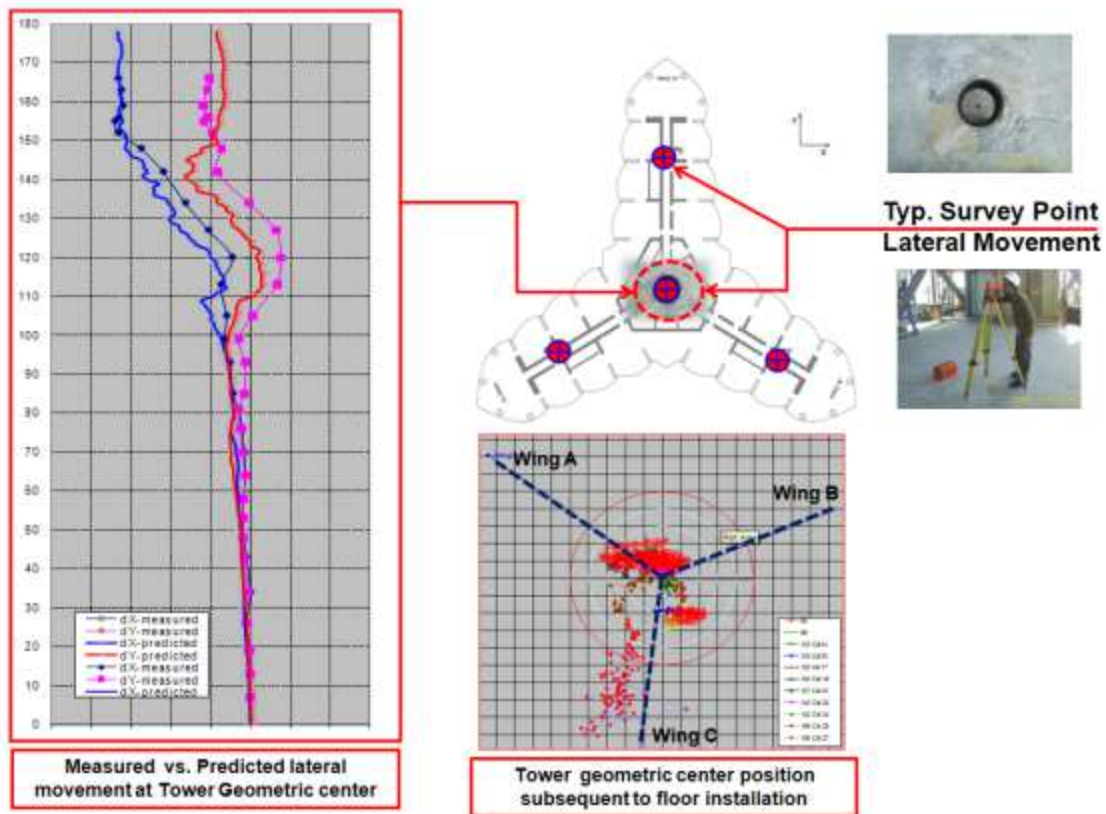 180
170
160
150
140
130
120
110
100
90
80
70
60
50
40
30
20
10
0
dX-measured
dY-measured
dX-predicted
dY-predicted
dX-measured
dY-measured
dX-predicted
Measured vs. Predicted lateral
movement at Tower Geometric center
Y
X
Typ. Survey Point
Lateral Movement
Wing A
Wing B
Wing C
Tower geometric center position
subsequent to floor installation